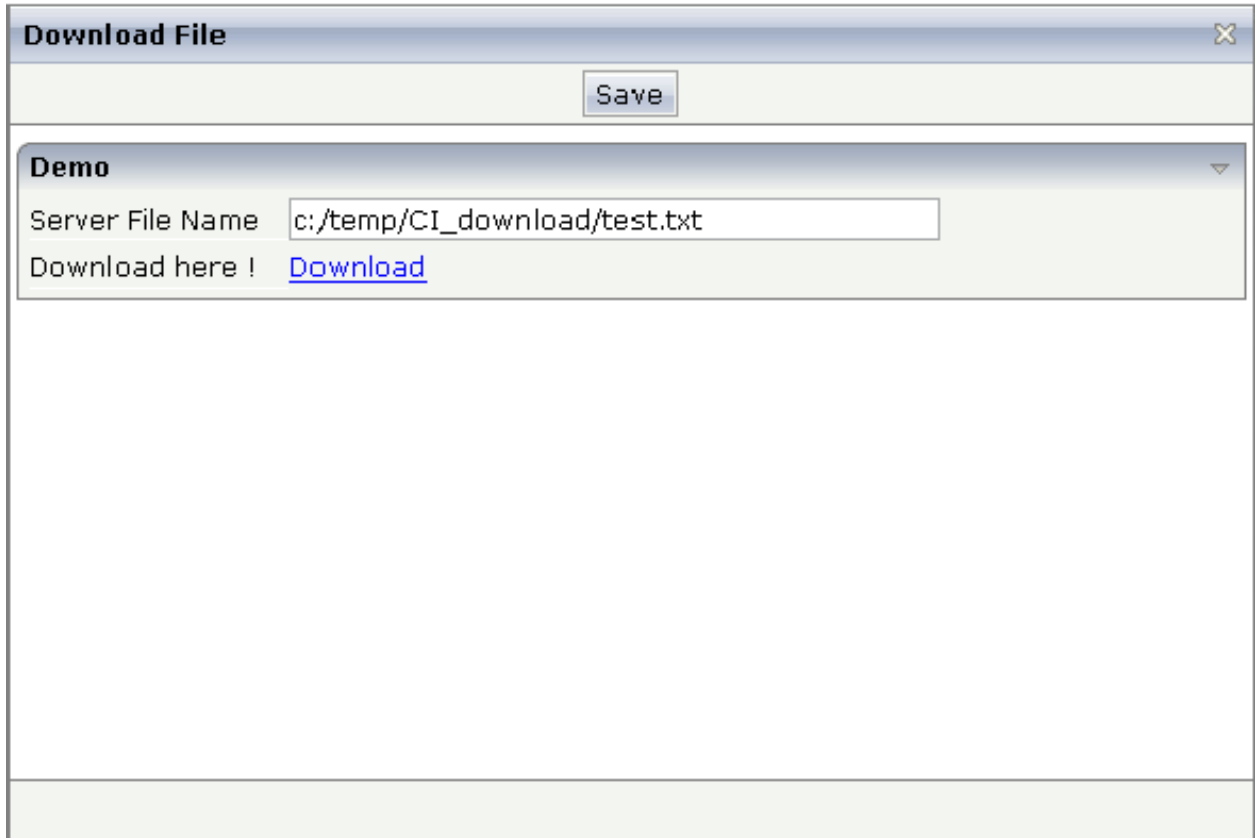 Download File
Save
Demo
Server File Name c:/temp/CI_download/test.txt
Download here ! Download